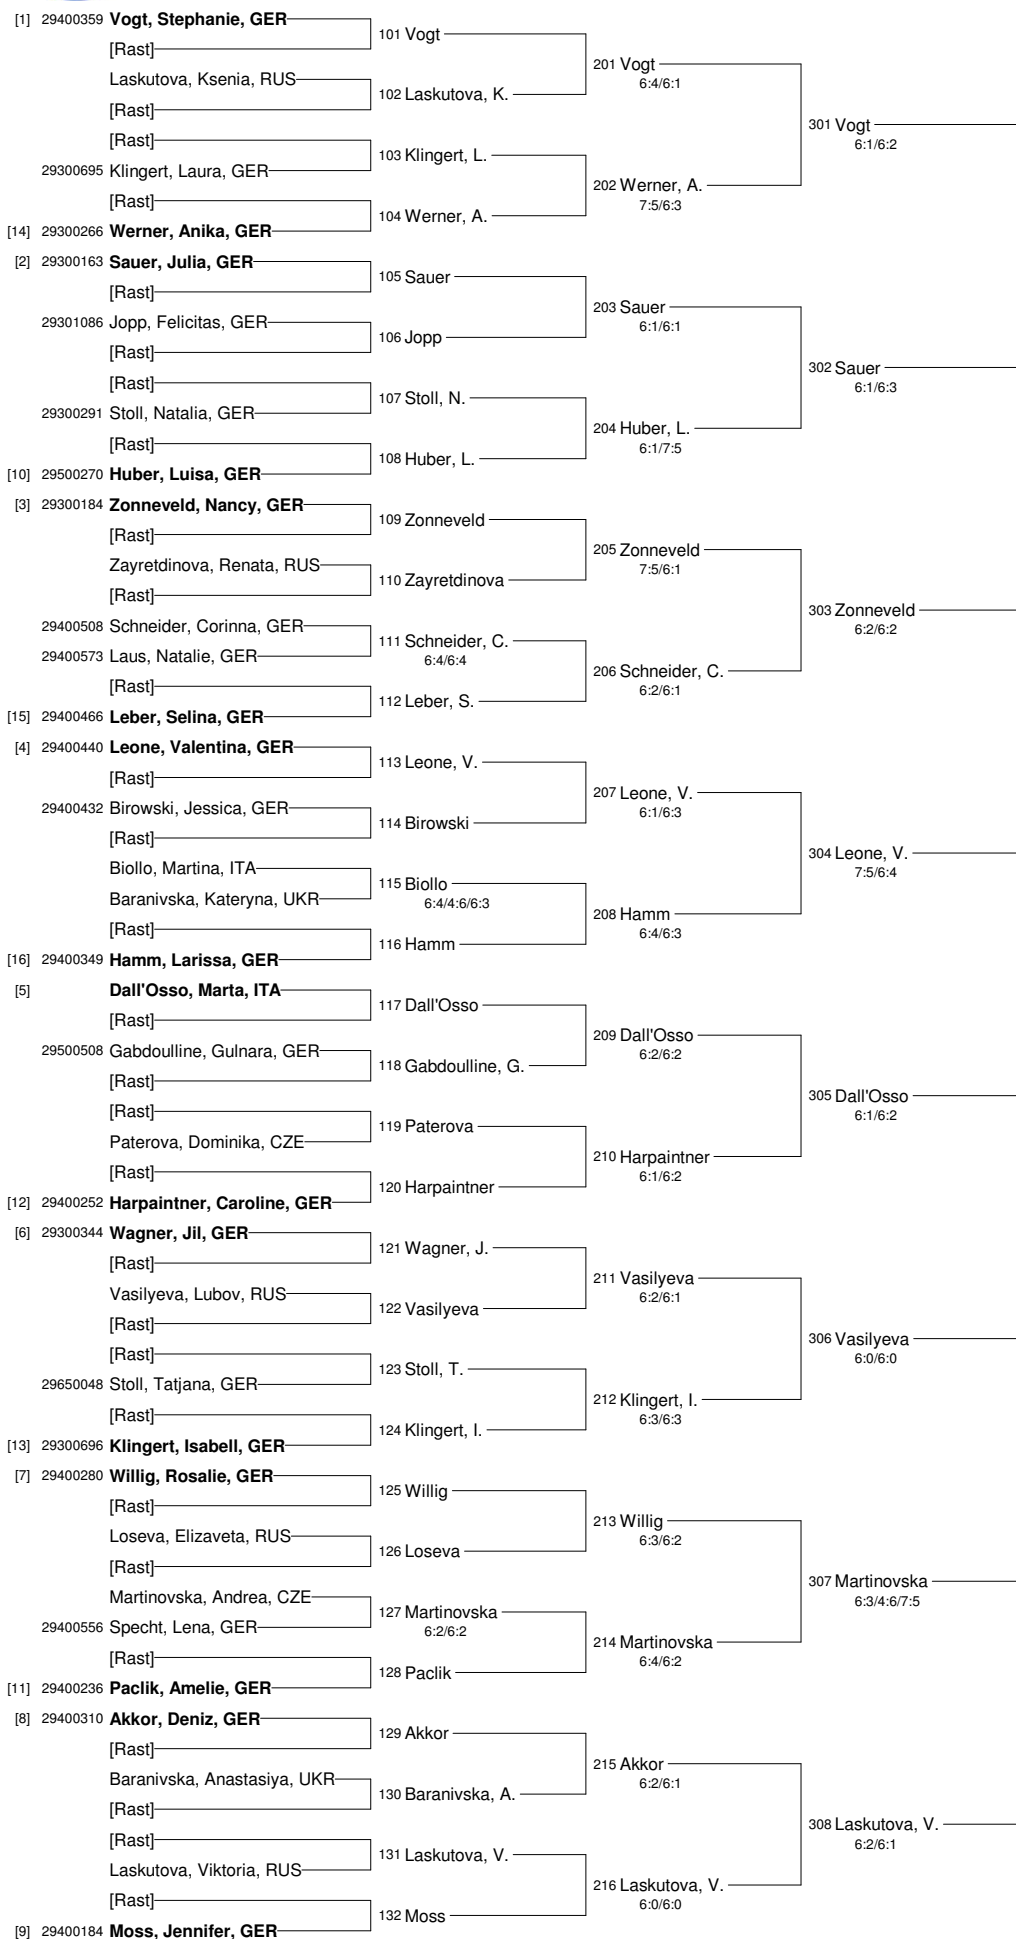 [1] 29400359 Vogt, Stephanie, GER
[Rast]
Laskutova, Ksenia, RUS
[Rast]
[Rast]
29300695 Klingert, Laura, GER
[Rast]
[14] 29300266 Werner, Anika, GER
[2] 29300163 Sauer, Julia, GER
[Rast]
29301086 Jopp, Felicitas, GER
[Rast]
[Rast]
29300291 Stoll, Natalia, GER
[Rast]
[10] 29500270 Huber, Luisa, GER
[3] 29300184 Zonneveld, Nancy, GER
[Rast]
Zayretdinova, Renata, RUS
[Rast]
29400508 Schneider, Corinna, GER
29400573 Laus, Natalie, GER
[Rast]
[15] 29400466 Leber, Selina, GER
[4] 29400440 Leone, Valentina, GER
[Rast]
29400432 Birowski, Jessica, GER
[Rast]
Biollo, Martina, ITA
Baranivska, Kateryna, UKR
[Rast]
[16] 29400349 Hamm, Larissa, GER
[5] Dall'Osso, Marta, ITA
[Rast]
29500508 Gabdoulline, Gulnara, GER
[Rast]
[Rast]
Paterova, Dominika, CZE
[Rast]
[12] 29400252 Harpaintner, Caroline, GER
[6] 29300344 Wagner, Jil, GER
[Rast]
Vasilyeva, Lubov, RUS
[Rast]
[Rast]
29650048 Stoll, Tatjana, GER
[Rast]
[13] 29300696 Klingert, Isabell, GER
[7] 29400280 Willig, Rosalie, GER
[Rast]
Loseva, Elizaveta, RUS
[Rast]
Martinovska, Andrea, CZE
29400556 Specht, Lena, GER
[Rast]
[11] 29400236 Paclik, Amelie, GER
[8] 29400310 Akkor, Deniz, GER
[Rast]
Baranivska, Anastasiya, UKR
[Rast]
[Rast]
Laskutova, Viktoria, RUS
[Rast]
[9] 29400184 Moss, Jennifer, GER
101 Vogt
102 Laskutova, K.
103 Klingert, L.
104 Werner, A.
105 Sauer
106 Jopp
107 Stoll, N.
108 Huber, L.
109 Zonneveld
110 Zayretdinova
111 Schneider, C.
6:4/6:4
112 Leber, S.
113 Leone, V.
114 Birowski
115 Biollo
6:4/4:6/6:3
116 Hamm
117 Dall'Osso
118 Gabdoulline, G.
119 Paterova
120 Harpaintner
121 Wagner, J.
122 Vasilyeva
123 Stoll, T.
124 Klingert, I.
125 Willig
126 Loseva
127 Martinovska
6:2/6:2
128 Paclik
129 Akkor
130 Baranivska, A.
131 Laskutova, V.
132 Moss
201 Vogt
6:4/6:1
202 Werner, A.
7:5/6:3
203 Sauer
6:1/6:1
204 Huber, L.
6:1/7:5
205 Zonneveld
7:5/6:1
206 Schneider, C.
6:2/6:1
207 Leone, V.
6:1/6:3
208 Hamm
6:4/6:3
209 Dall'Osso
6:2/6:2
210 Harpaintner
6:1/6:2
211 Vasilyeva
6:2/6:1
212 Klingert, I.
6:3/6:3
213 Willig
6:3/6:2
214 Martinovska
6:4/6:2
215 Akkor
6:2/6:1
216 Laskutova, V.
6:0/6:0
301 Vogt
6:1/6:2
302 Sauer
6:1/6:3
303 Zonneveld
6:2/6:2
304 Leone, V.
7:5/6:4
305 Dall'Osso
6:1/6:2
306 Vasilyeva
6:0/6:0
307 Martinovska
6:3/4:6/7:5
308 Laskutova, V.
6:2/6:1